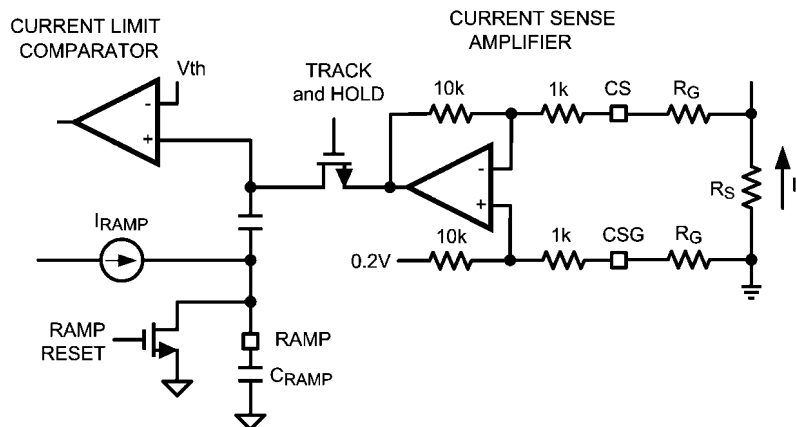 CURRENT LIMIT
COMPARATOR
Vth
-
+
TRACK
and HOLD
CURRENT SENSE
AMPLIFIER
10k
1k
CS
RG
-
+
RS
I
0.2V
10k
1k
CSG
RG
IRAMP
RAMP
RESET
RAMP
CRAMP